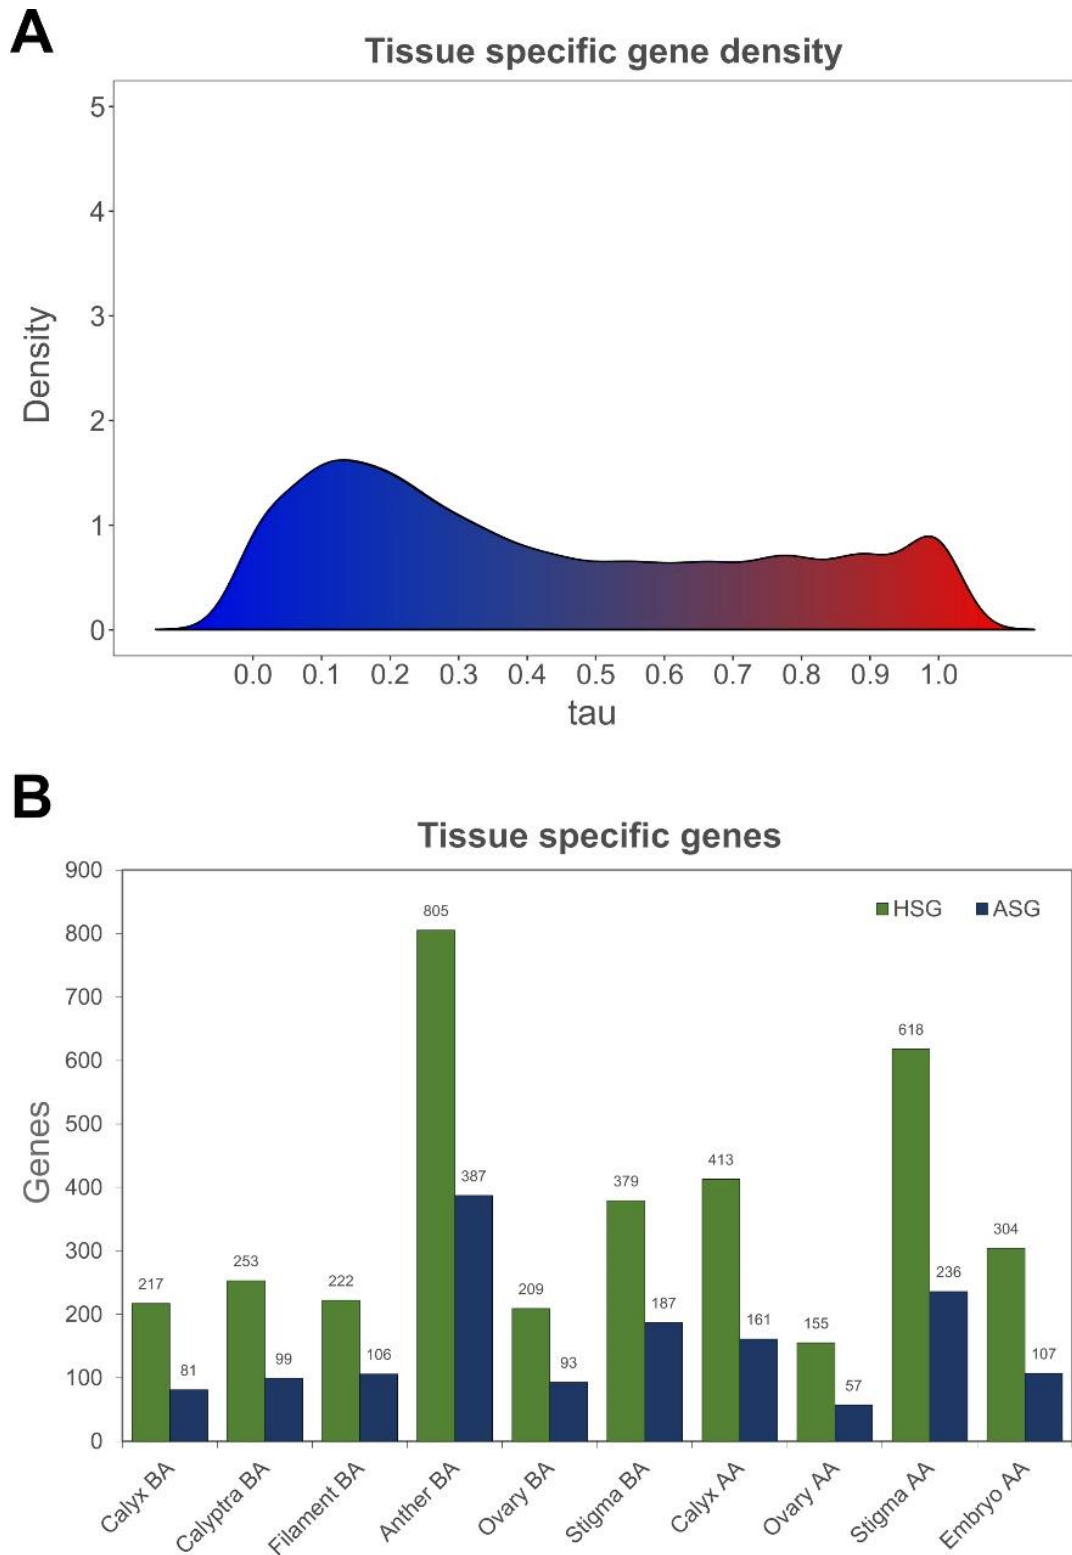 A
Tissue specific gene density
5
4
3
2
1
0
Density
0.0 0.1 0.2 0.3 0.4 0.5 0.6 0.7 0.8 0.9 1.0
tau
B
Tissue specific genes
HSG ASG
900
800
700
600
500
400
300
200
100
0
Genes
217 81
253 99
222 106
805 387
209 93
379 187
413 161
155 57
618 236
304 107
Calyx BA
Calyptra BA
Filament BA
Anther BA
Ovary BA
Stigma BA
Calyx AA
Ovary AA
Stigma AA
Embryo AA